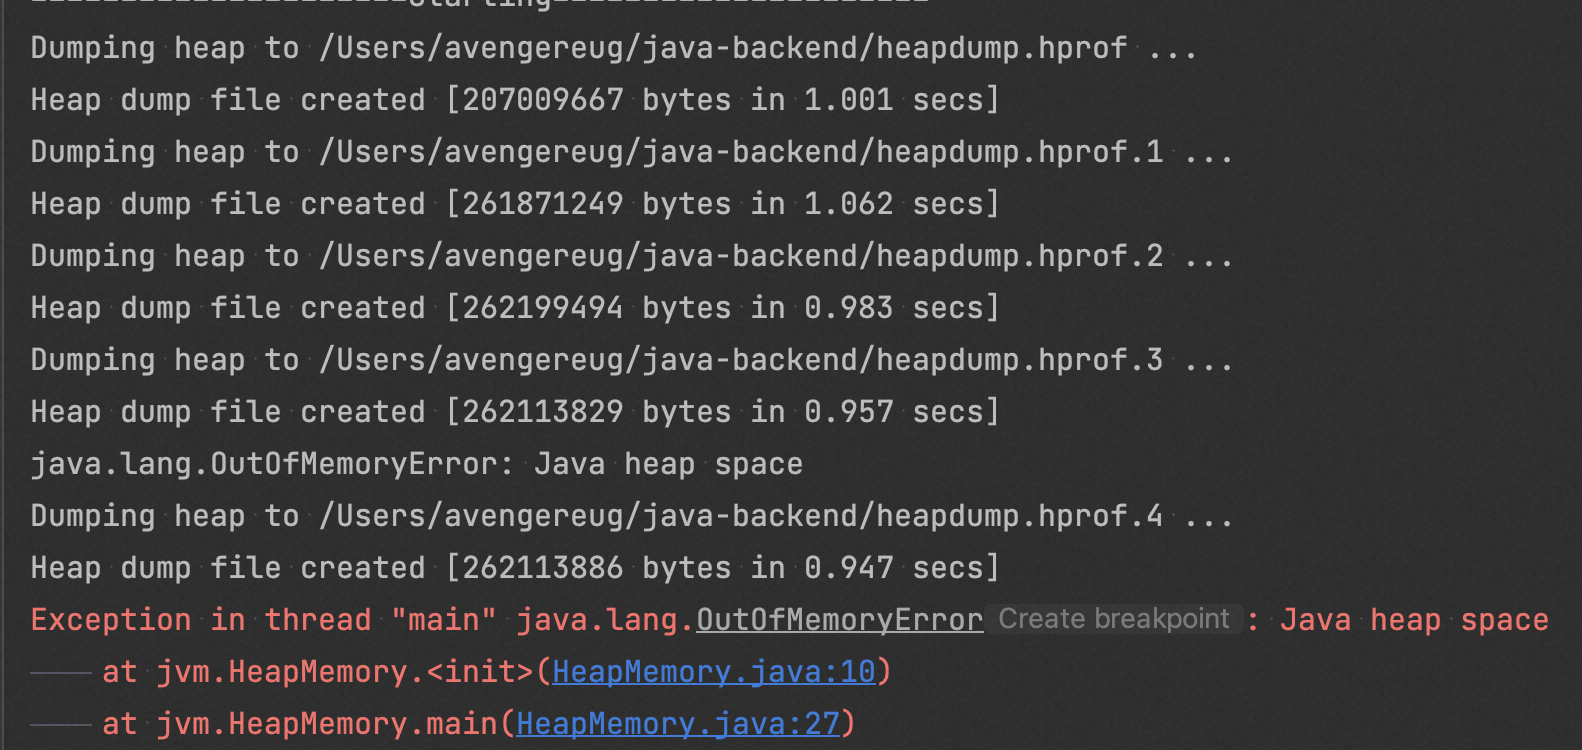 --------------------Starting--------------------
Dumping heap to /Users/avengereug/java-backend/heapdump.hprof ...
Heap dump file created [207009667 bytes in 1.001 secs]
Dumping heap to /Users/avengereug/java-backend/heapdump.hprof.1 ...
Heap dump file created [261871249 bytes in 1.062 secs]
Dumping heap to /Users/avengereug/java-backend/heapdump.hprof.2 ...
Heap dump file created [262199494 bytes in 0.983 secs]
Dumping heap to /Users/avengereug/java-backend/heapdump.hprof.3 ...
Heap dump file created [262113829 bytes in 0.957 secs]
java.lang.OutOfMemoryError: Java heap space
Dumping heap to /Users/avengereug/java-backend/heapdump.hprof.4 ...
Heap dump file created [262113886 bytes in 0.947 secs]
Exception in thread "main" java.lang.OutOfMemoryError Create breakpoint : Java heap space
at jvm.HeapMemory.<init>(HeapMemory.java:10)
at jvm.HeapMemory.main(HeapMemory.java:27)